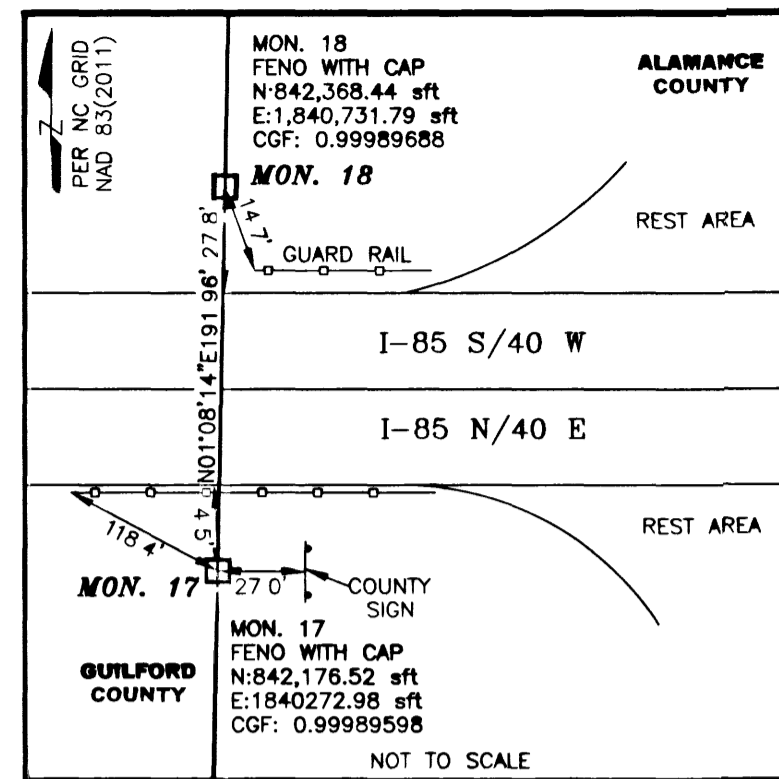 PER NC GRID
NAD 83(2011)
MON. 18
FENO WITH CAP
N:842,368.44 sft
E:1,840,731.79 sft
CGF: 0.99989688
ALAMANCE
COUNTY
MON. 18
14 7'
27 8'
GUARD RAIL
REST AREA
N01°08'14"E191 96'
I-85 S/40 W
I-85 N/40 E
REST AREA
118 4'
4 5'
MON. 17
27 0'
COUNTY
SIGN
MON. 17
FENO WITH CAP
N:842,176.52 sft
E:1840272.98 sft
CGF: 0.99989598
GUILFORD
COUNTY
NOT TO SCALE